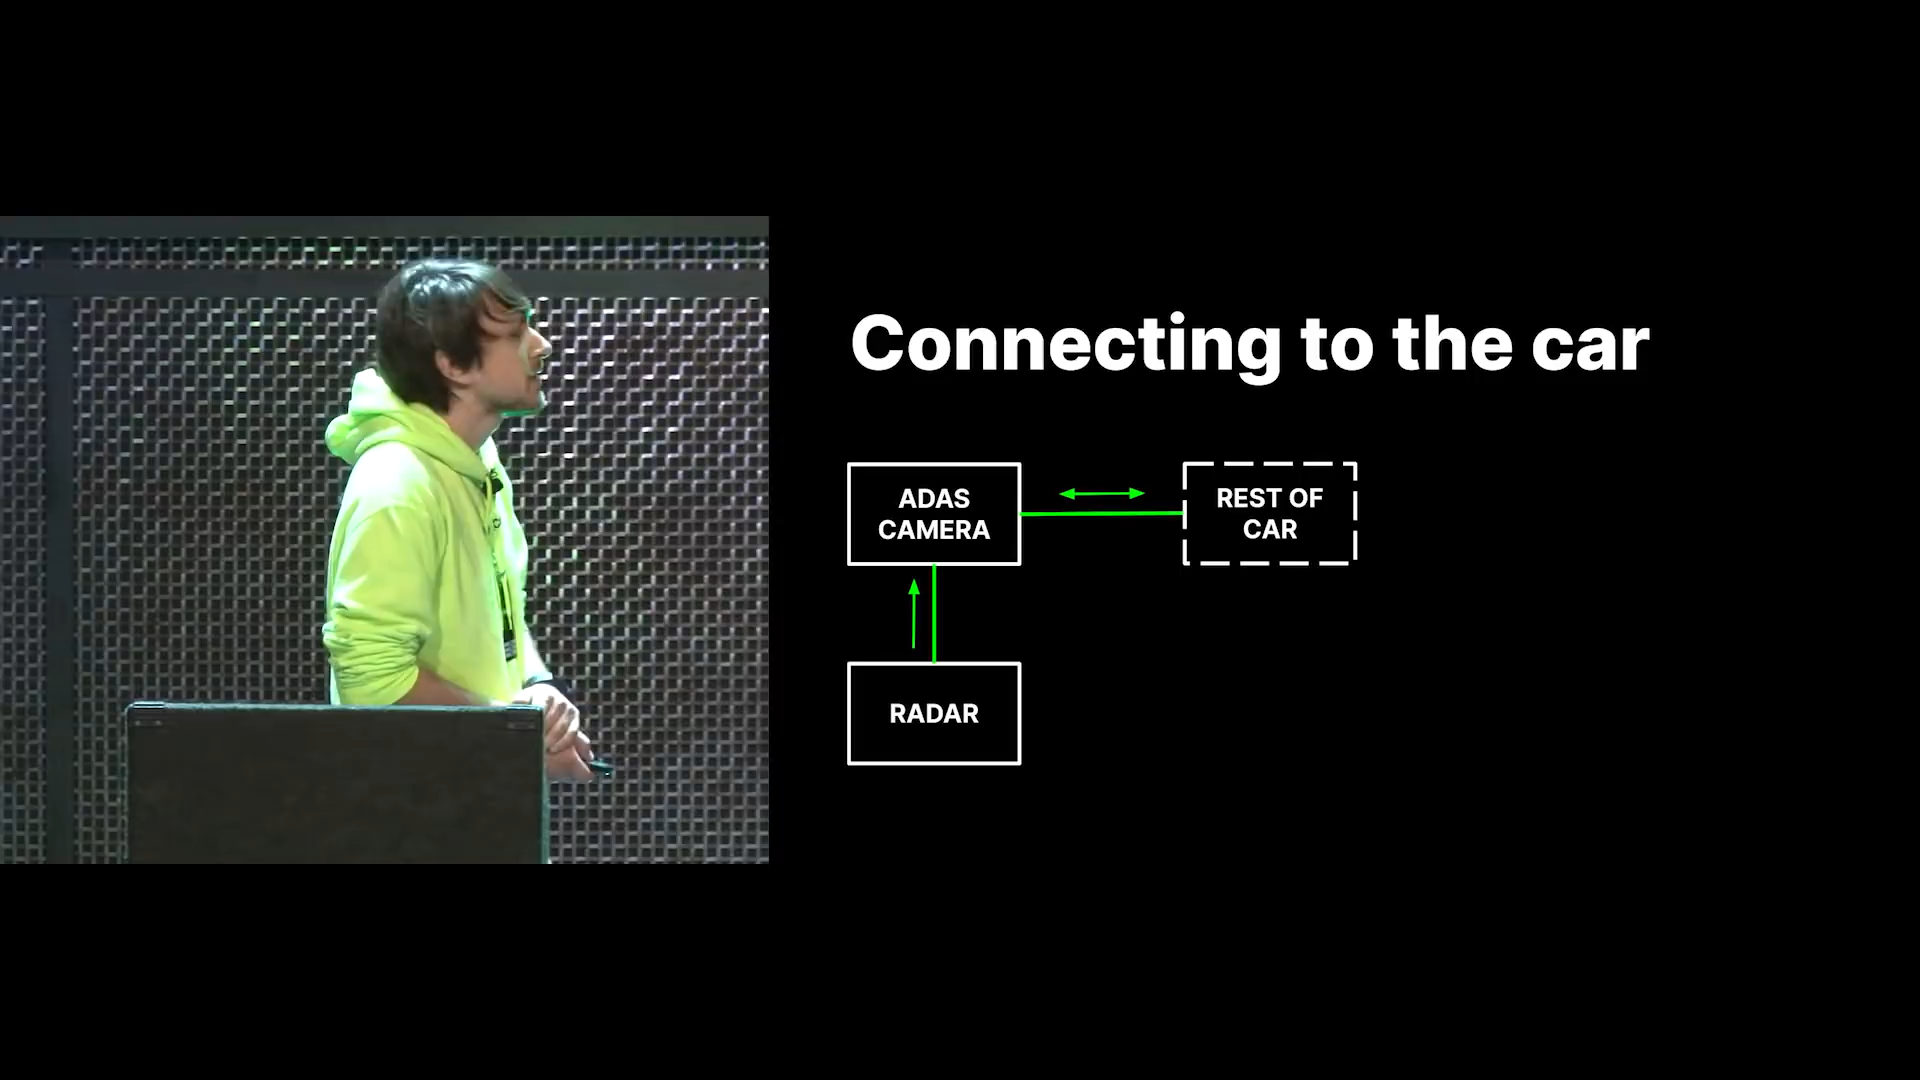 Connecting to the car
ADAS
CAMERA
REST OF
CAR
RADAR